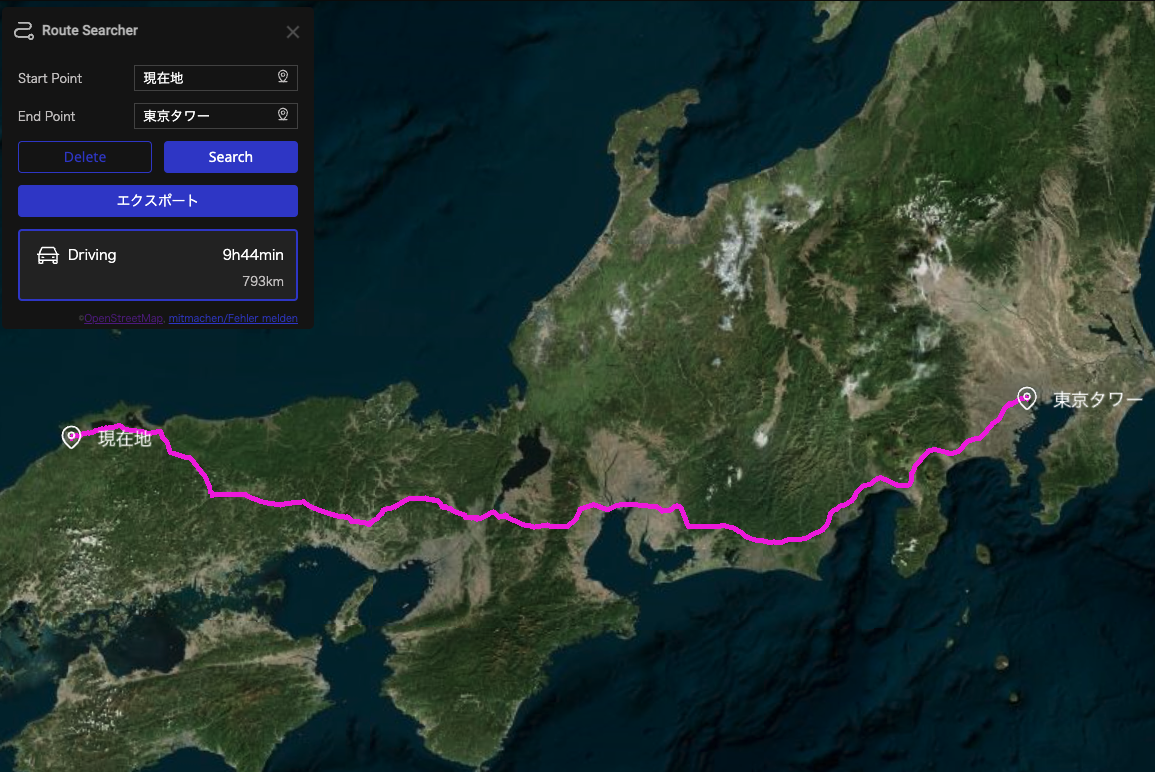 Route Searcher
Start Point 現在地
End Point 東京タワー
Delete Search
エクスポート
Driving 9h44min
793km
©OpenStreetMap, mitmachen/Fehler melden
東京タワー
現在地